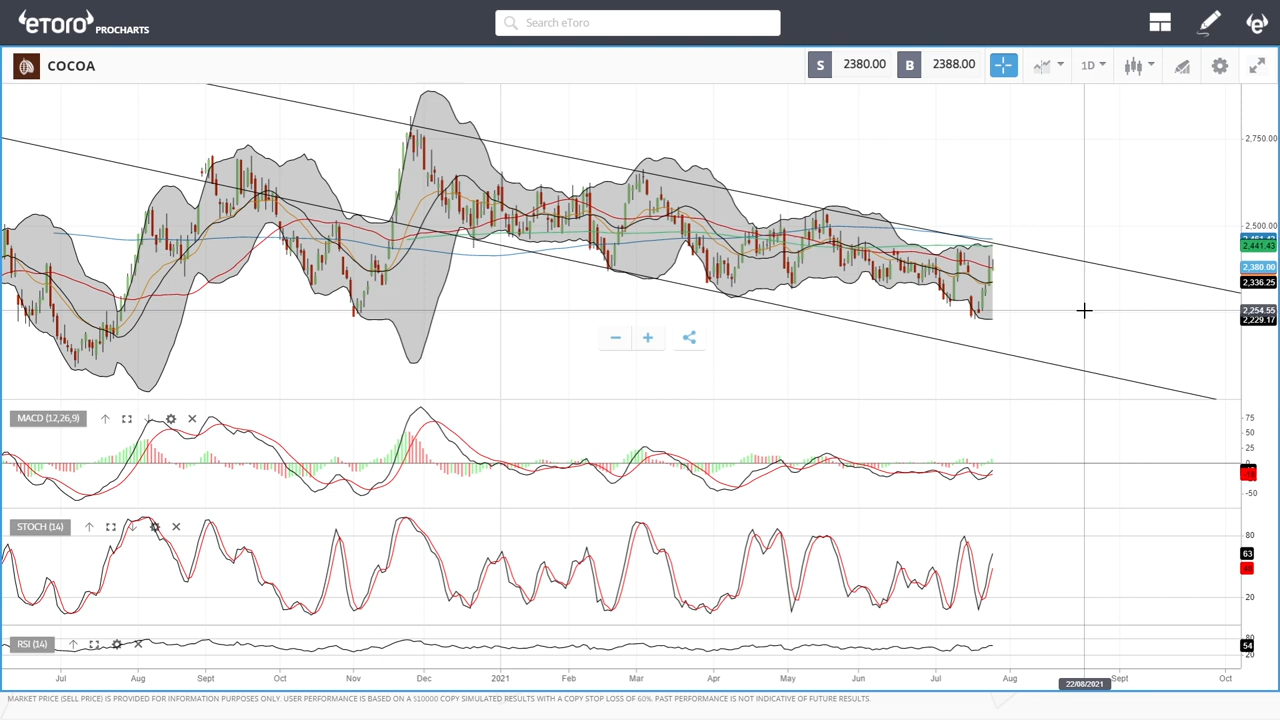 eTORO PROCHARTS
Search eToro
COCOA
S 2380.00 B 2388.00
1D
2,750.00
2,500.00
2,441.43
2,380.00
2,336.25
2,254.55
2,229.17
MACD (12,26,9)
75
50
25
0
-50
STOCH (14)
80
63
20
RSI (14)
80
54
20
Jul Aug Sept Oct Nov Dec 2021 Feb Mar Apr May Jun Jul Aug Sept Oct
22/08/2021
MARKET PRICE (SELL PRICE) IS PROVIDED FOR INFORMATION PURPOSES ONLY. USER PERFORMANCE IS BASED ON A $10000 COPY SIMULATED RESULTS WITH A COPY STOP LOSS OF 60%. PAST PERFORMANCE IS NOT INDICATIVE OF FUTURE RESULTS.